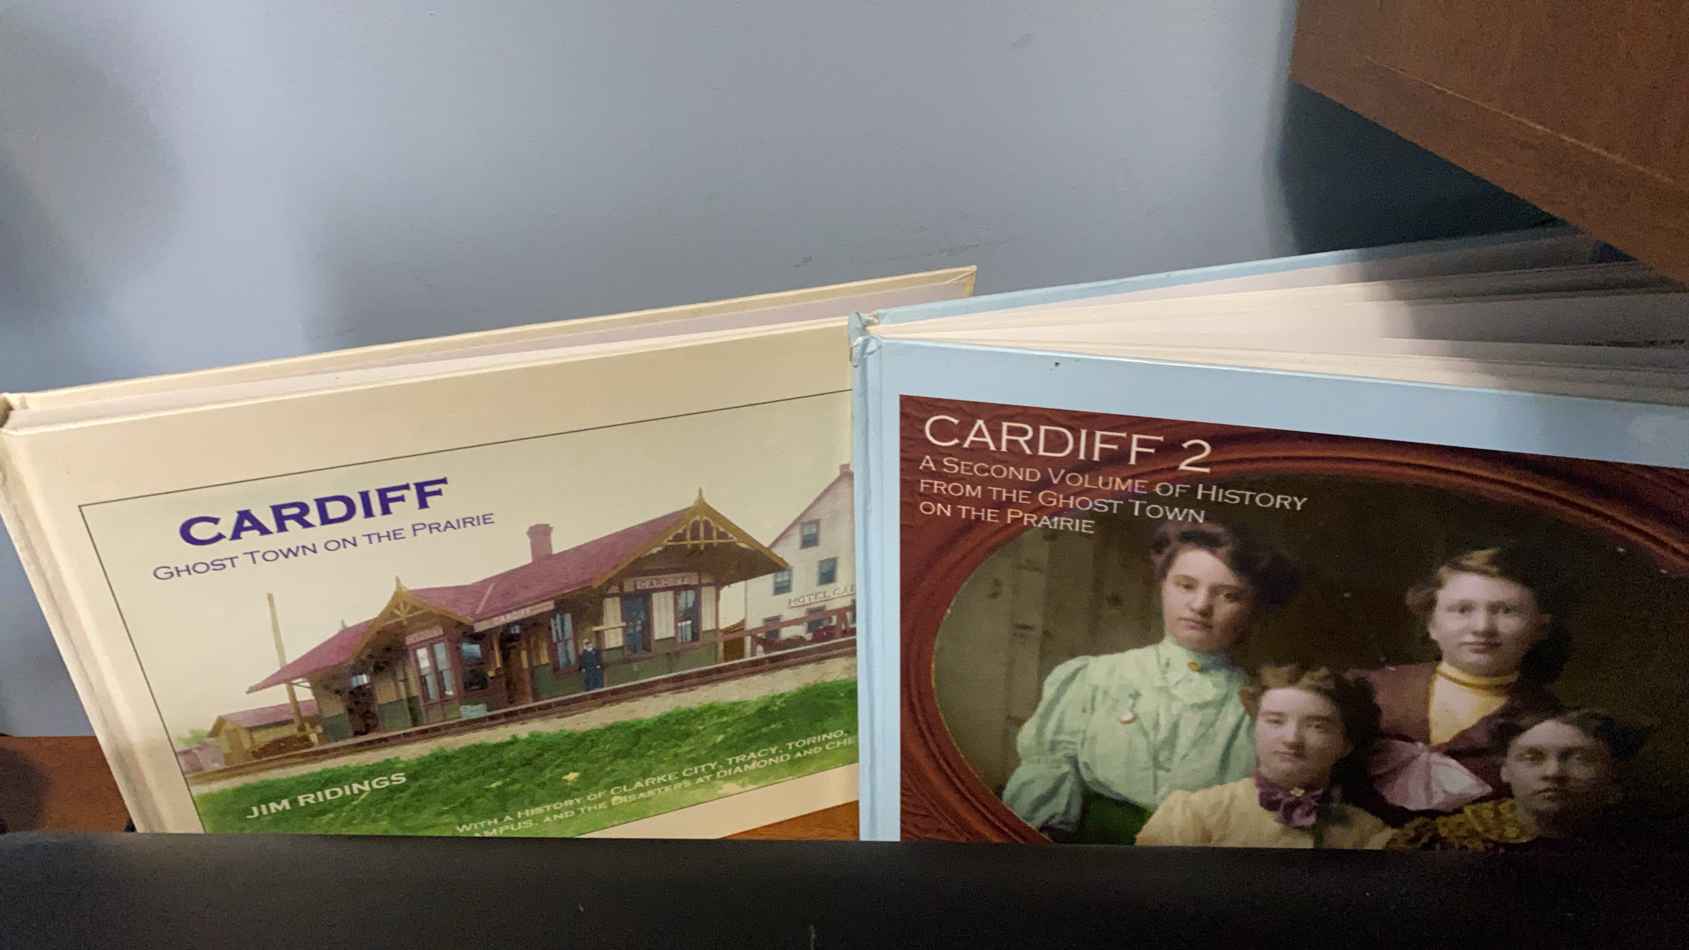 CARDIFF
GHOST TOWN ON THE PRAIRIE
HOTEL
JIM RIDINGS
WITH A HISTORY OF CLARKE CITY, TRACY, TORINO,
AND THE DISASTERS AT DIAMOND AND
CARDIFF 2
A SECOND VOLUME OF HISTORY
FROM THE GHOST TOWN
ON THE PRAIRIE